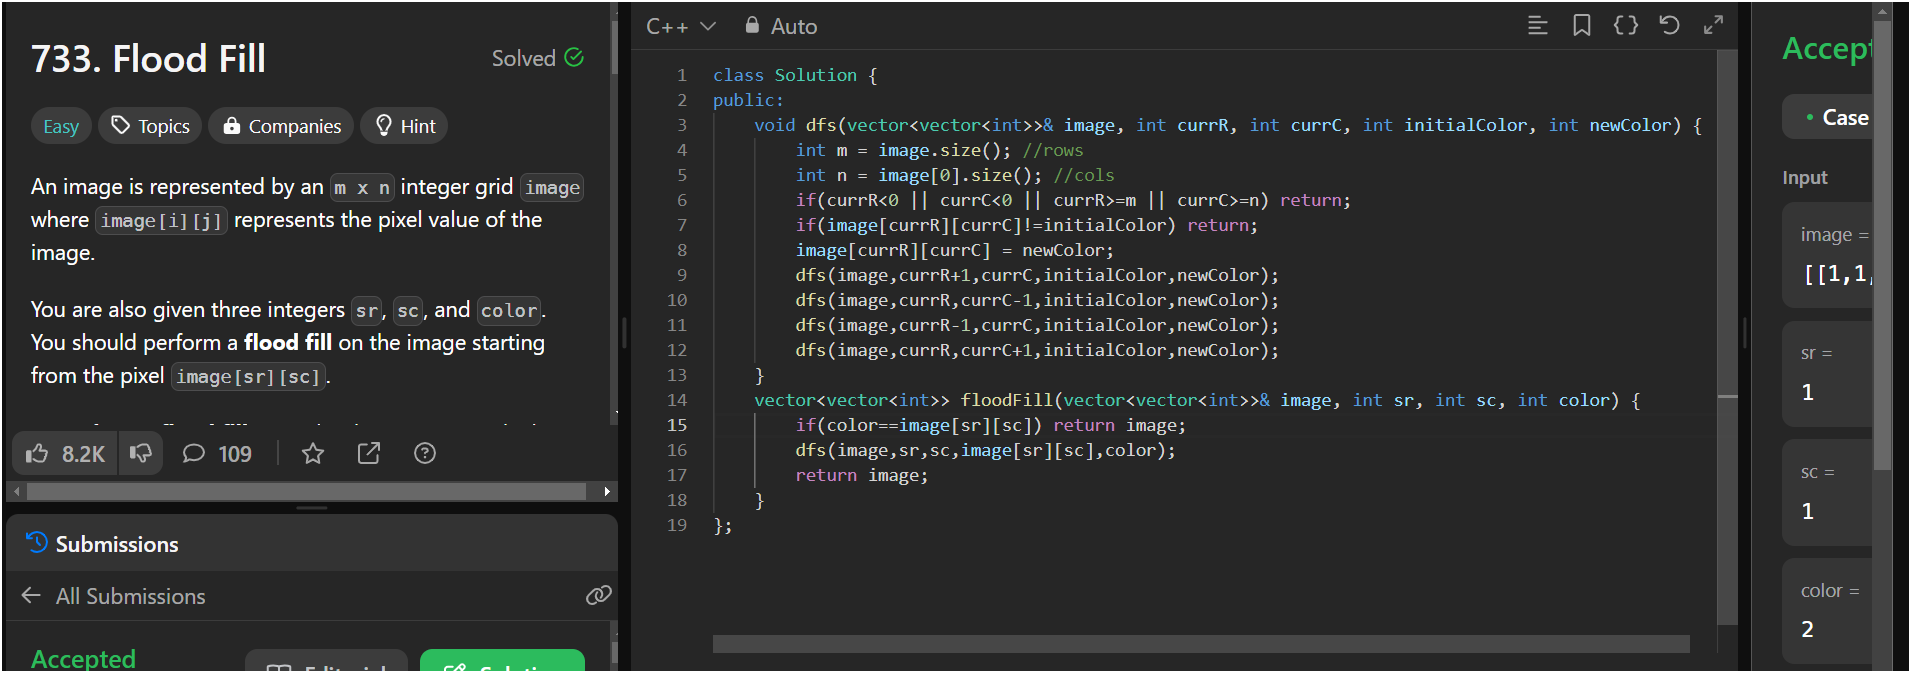 733. Flood Fill
Solved
Easy
Topics
Companies
Hint
An image is represented by an m x n integer grid image
where image[i][j] represents the pixel value of the
image.
You are also given three integers sr, sc, and color.
You should perform a flood fill on the image starting
from the pixel image[sr][sc].
8.2K
109
Submissions
All Submissions
Accepted
C++
Auto
1 class Solution {
2 public:
3 void dfs(vector<vector<int>>& image, int currR, int currC, int initialColor, int newColor) {
4 int m = image.size(); //rows
5 int n = image[0].size(); //cols
6 if(currR<0 || currC<0 || currR>=m || currC>=n) return;
7 if(image[currR][currC]!=initialColor) return;
8 image[currR][currC] = newColor;
9 dfs(image,currR+1,currC,initialColor,newColor);
10 dfs(image,currR,currC-1,initialColor,newColor);
11 dfs(image,currR-1,currC,initialColor,newColor);
12 dfs(image,currR,currC+1,initialColor,newColor);
13 }
14 vector<vector<int>> floodFill(vector<vector<int>>& image, int sr, int sc, int color) {
15 if(color==image[sr][sc]) return image;
16 dfs(image,sr,sc,image[sr][sc],color);
17 return image;
18 }
19 };
Accept
Case
Input
image =
[[1,1,
sr =
1
sc =
1
color =
2